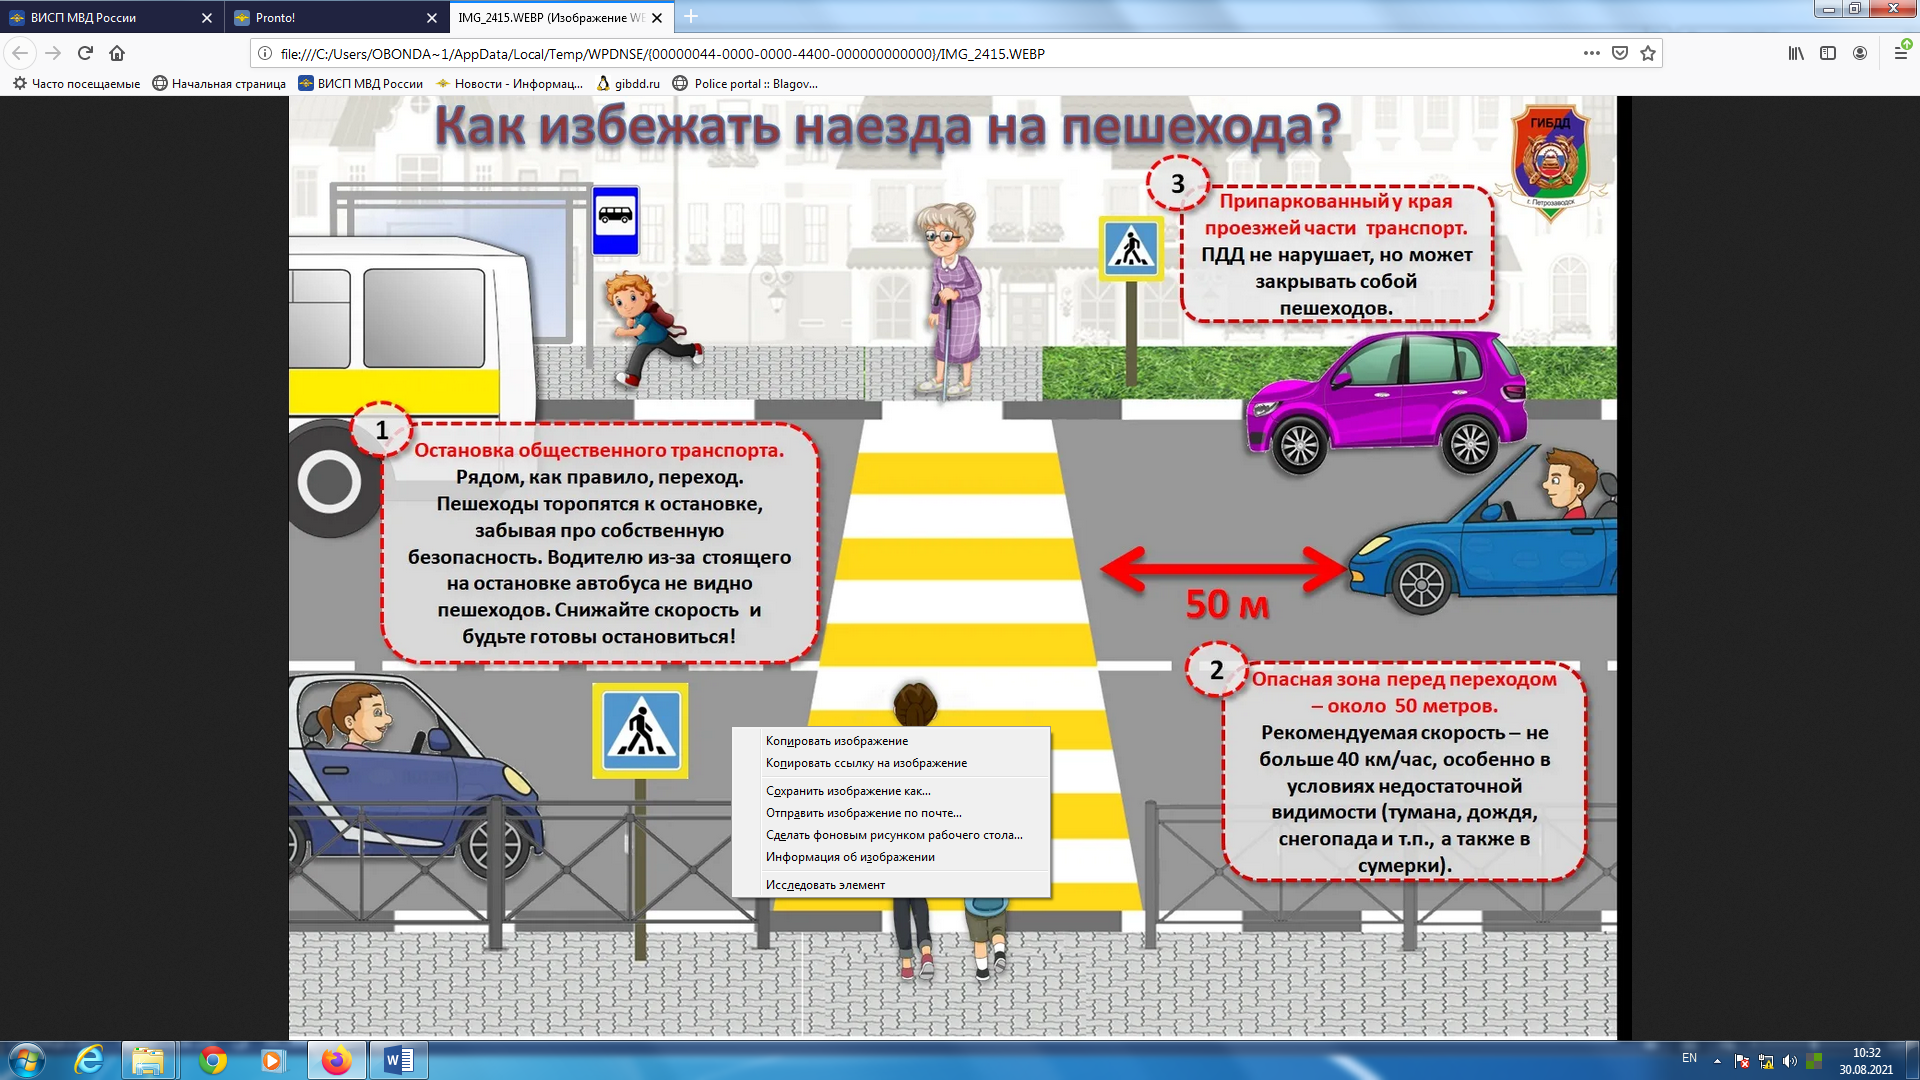 ВИСП МВД России
Pronto!
IMG_2415.WEBP (Изображение WE
file:///C:/Users/OBONDA~1/AppData/Local/Temp/WPDNSE/{00000044-0000-0000-4400-000000000000}/IMG_2415.WEBP
Часто посещаемые
Начальная страница
ВИСП МВД России
Новости - Информац...
gibdd.ru
Police portal :: Blagov...
Как избежать наезда на пешехода?
ГИБДД
г. Петрозаводск
3
Припаркованный у края
проезжей части транспорт.
ПДД не нарушает, но может
закрывать собой
пешеходов.
1
Остановка общественного транспорта.
Рядом, как правило, переход.
Пешеходы торопятся к остановке,
забывая про собственную
безопасность. Водителю из-за стоящего
на остановке автобуса не видно
пешеходов. Снижайте скорость и
будьте готовы остановиться!
50 м
2
Опасная зона перед переходом
– около 50 метров.
Рекомендуемая скорость – не
больше 40 км/час, особенно в
условиях недостаточной
видимости (тумана, дождя,
снегопада и т.п., а также в
сумерки).
Копировать изображение
Копировать ссылку на изображение
Сохранить изображение как...
Отправить изображение по почте...
Сделать фоновым рисунком рабочего стола...
Информация об изображении
Исследовать элемент
EN
10:32
30.08.2021